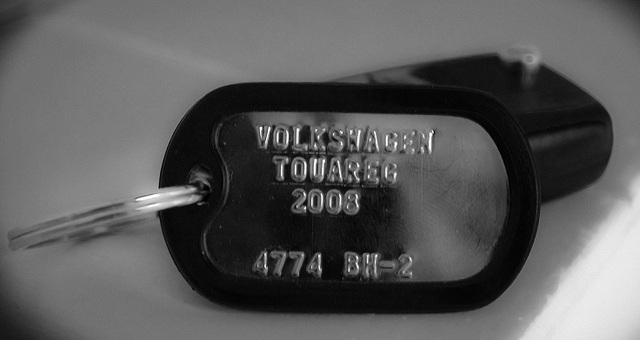 VOLKSWAGEN
TOUAREG
2008
4774 BH-2